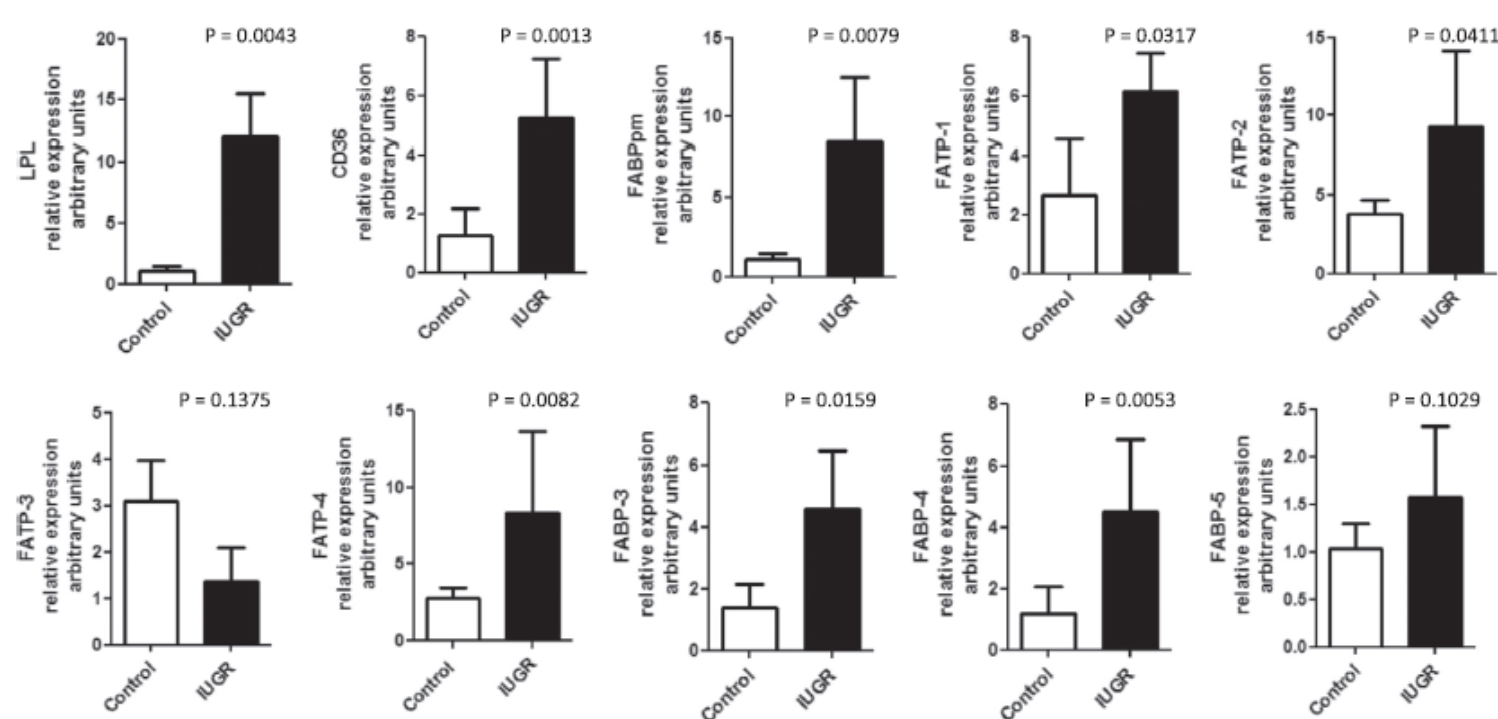 P = 0.0043
LPL
relative expression
arbitrary units
20
15
10
5
0
Control
IUGR
P = 0.0013
CD36
relative expression
arbitrary units
8
6
4
2
0
Control
IUGR
P = 0.0079
FABPpm
relative expression
arbitrary units
15
10
5
0
Control
IUGR
P = 0.0317
FATP-1
relative expression
arbitrary units
8
6
4
2
0
Control
IUGR
P = 0.0411
FATP-2
relative expression
arbitrary units
15
10
5
0
Control
IUGR
P = 0.1375
FATP-3
relative expression
arbitrary units
5
4
3
2
1
0
Control
IUGR
P = 0.0082
FATP-4
relative expression
arbitrary units
15
10
5
0
Control
IUGR
P = 0.0159
FABP-3
relative expression
arbitrary units
8
6
4
2
0
Control
IUGR
P = 0.0053
FABP-4
relative expression
arbitrary units
8
6
4
2
0
Control
IUGR
P = 0.1029
FABP-5
relative expression
arbitrary units
2.5
2.0
1.5
1.0
0.5
0.0
Control
IUGR